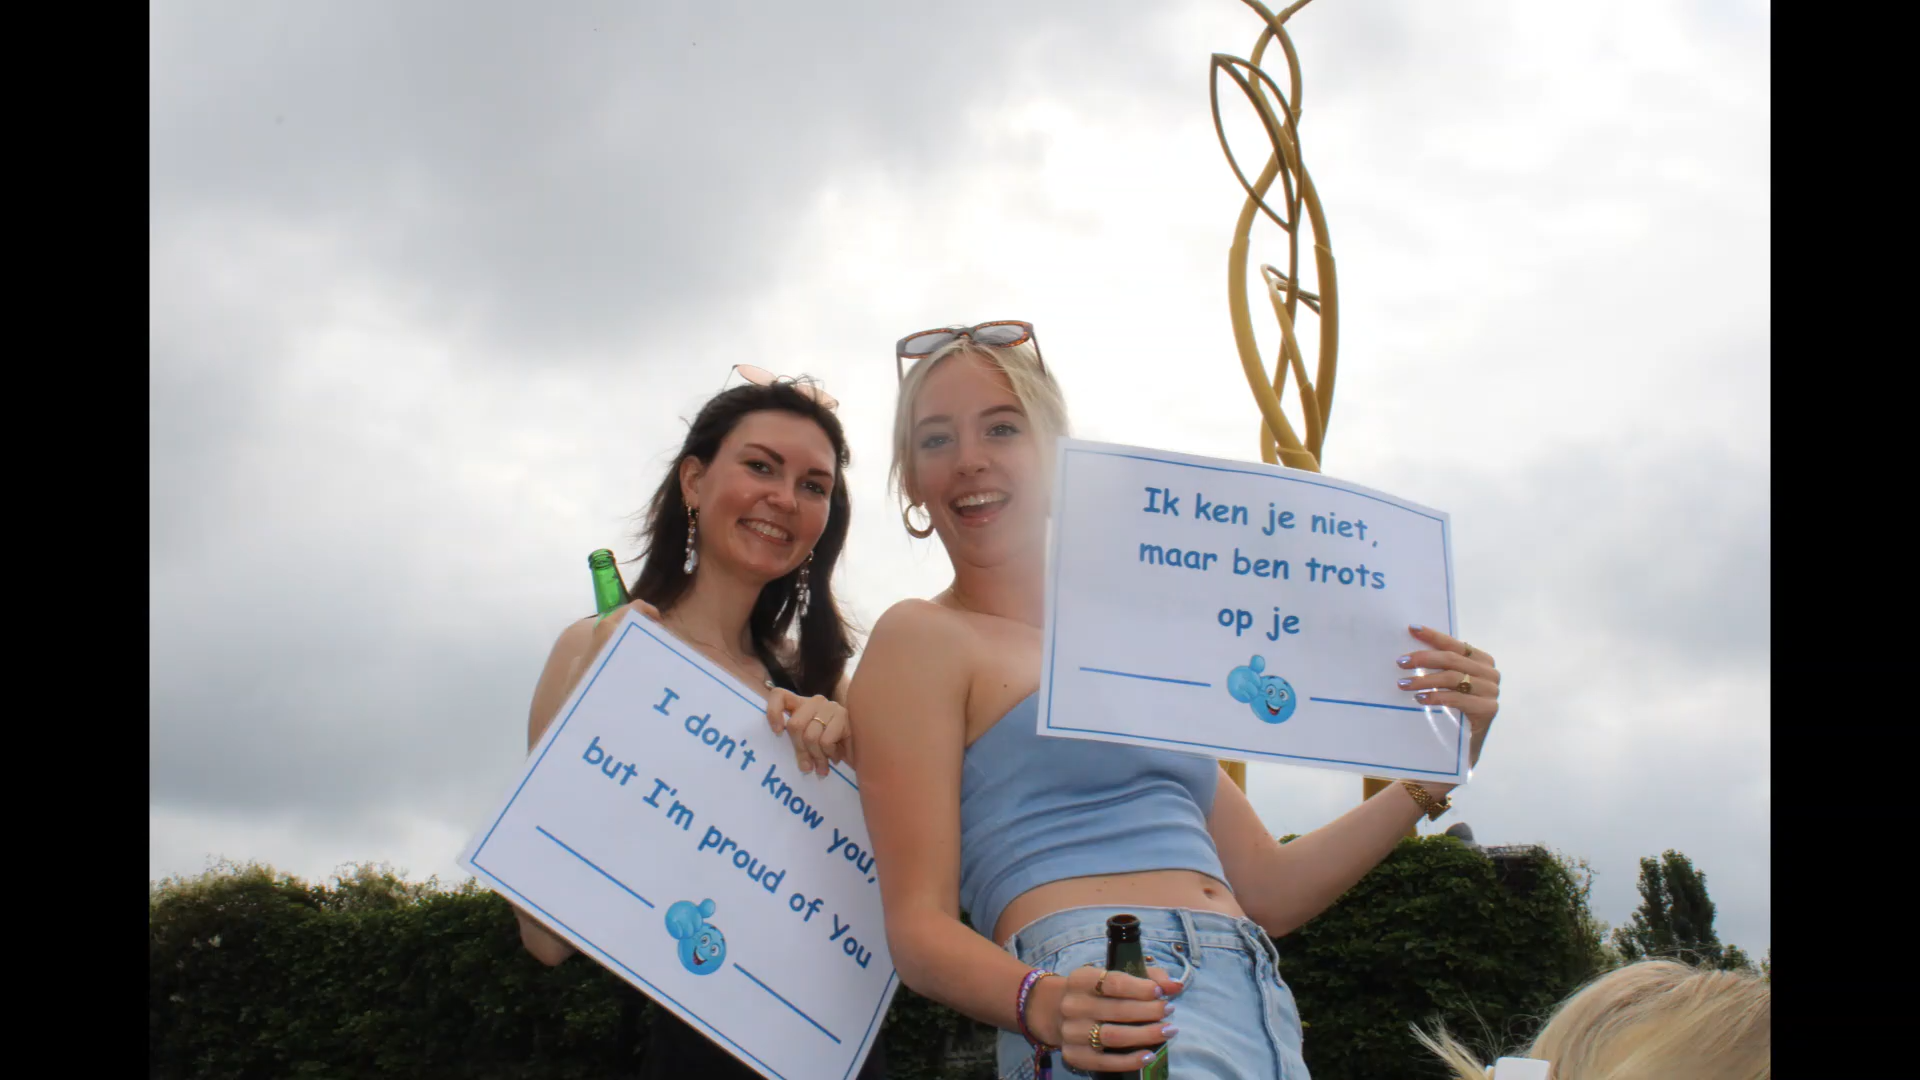 I don't know you,
but I'm proud of you
Ik ken je niet,
maar ben trots
op je